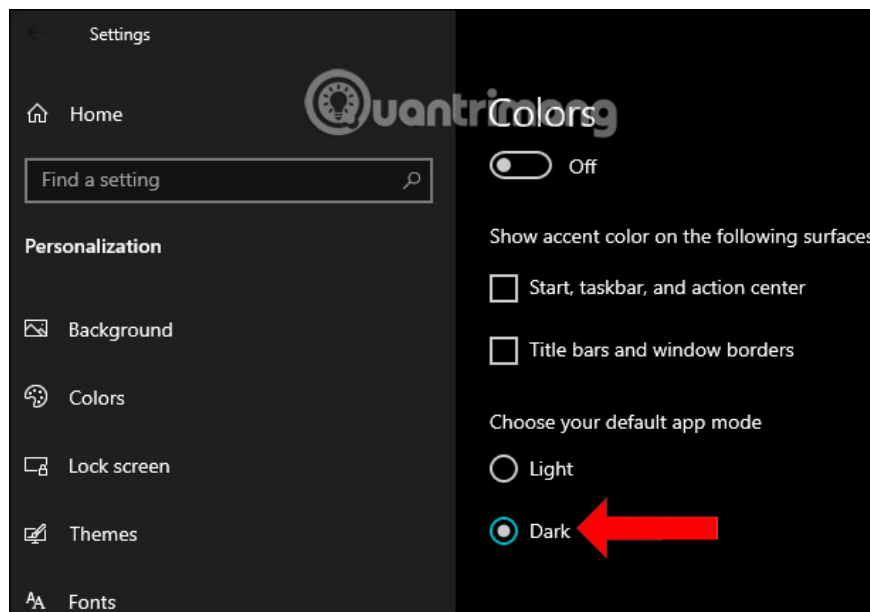 Settings
Home
Find a setting
Personalization
Background
Colors
Lock screen
Themes
Fonts
Quantrimang
Colors
Off
Show accent color on the following surfaces
Start, taskbar, and action center
Title bars and window borders
Choose your default app mode
Light
Dark